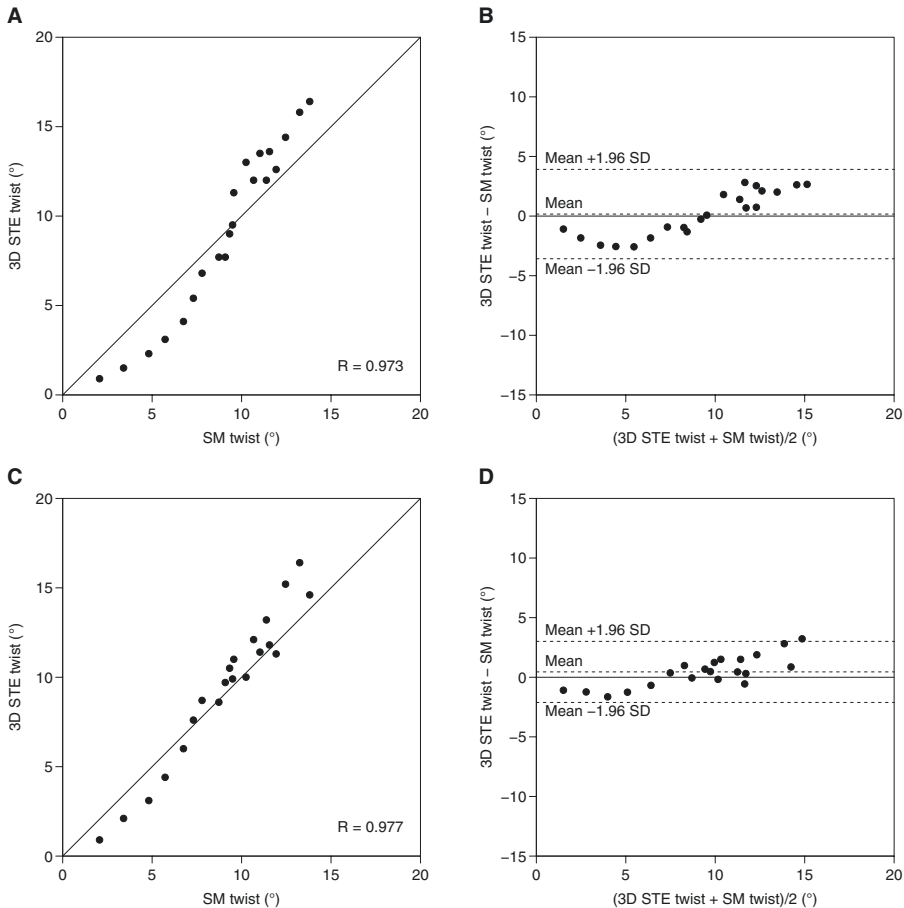 A
20
15
10
5
0
3D STE twist (°)
R = 0.973
0 5 10 15 20
SM twist (°)
B
15
10
5
0
−5
−10
−15
3D STE twist − SM twist (°)
Mean +1.96 SD
Mean
Mean −1.96 SD
0 5 10 15 20
(3D STE twist + SM twist)/2 (°)
C
20
15
10
5
0
3D STE twist (°)
R = 0.977
0 5 10 15 20
SM twist (°)
D
15
10
5
0
−5
−10
−15
3D STE twist − SM twist (°)
Mean +1.96 SD
Mean
Mean −1.96 SD
0 5 10 15 20
(3D STE twist + SM twist)/2 (°)